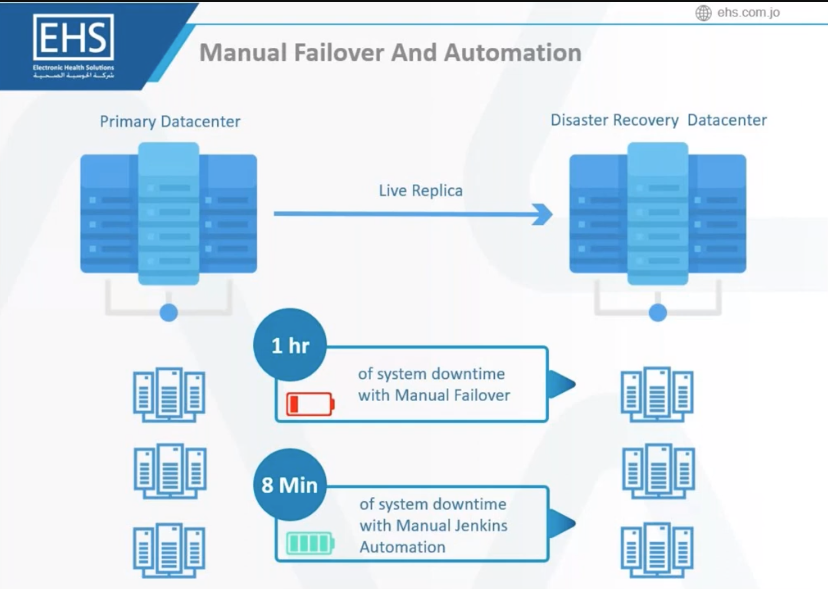 ehs.com.jo
EHS
Electronic Health Solutions
شركة الحوسبة الصحية
Manual Failover And Automation
Primary Datacenter
Disaster Recovery Datacenter
Live Replica
1 hr
of system downtime
with Manual Failover
8 Min
of system downtime
with Manual Jenkins
Automation